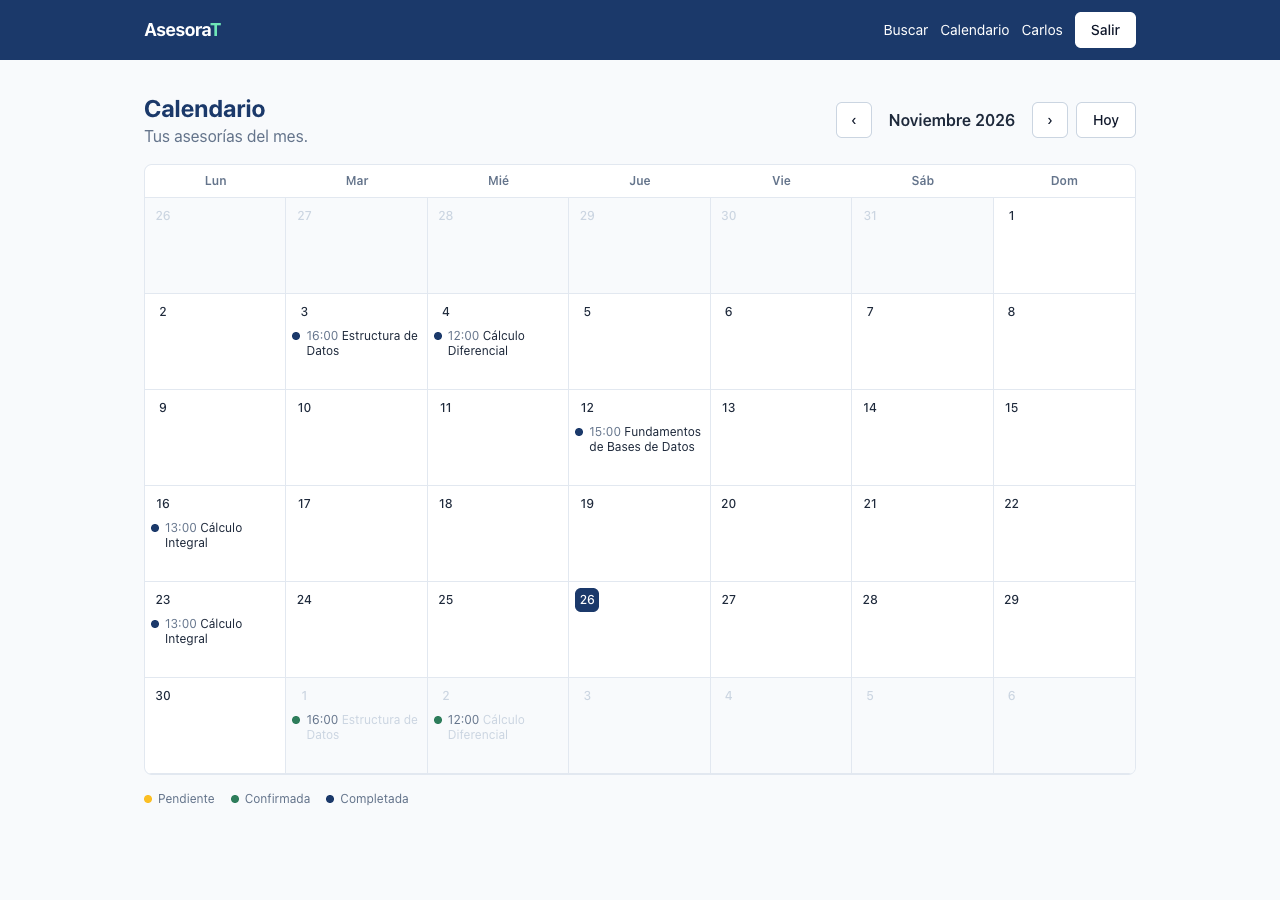 AsesoraT
Buscar Calendario Carlos Salir
Calendario
Tus asesorías del mes.
‹ Noviembre 2026 › Hoy
Lun Mar Mié Jue Vie Sáb Dom
26 27 28 29 30 31 1
2 3 4 5 6 7 8
16:00 Estructura de
Datos
12:00 Cálculo
Diferencial
9 10 11 12 13 14 15
15:00 Fundamentos
de Bases de Datos
16 17 18 19 20 21 22
13:00 Cálculo
Integral
23 24 25 26 27 28 29
13:00 Cálculo
Integral
30 1 2 3 4 5 6
16:00 Estructura de
Datos
12:00 Cálculo
Diferencial
Pendiente Confirmada Completada